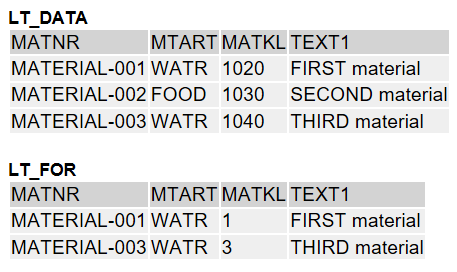 LT_DATA
MATNR MTART MATKL TEXT1
MATERIAL-001 WATR 1020 FIRST material
MATERIAL-002 FOOD 1030 SECOND material
MATERIAL-003 WATR 1040 THIRD material
LT_FOR
MATNR MTART MATKL TEXT1
MATERIAL-001 WATR 1 FIRST material
MATERIAL-003 WATR 3 THIRD material